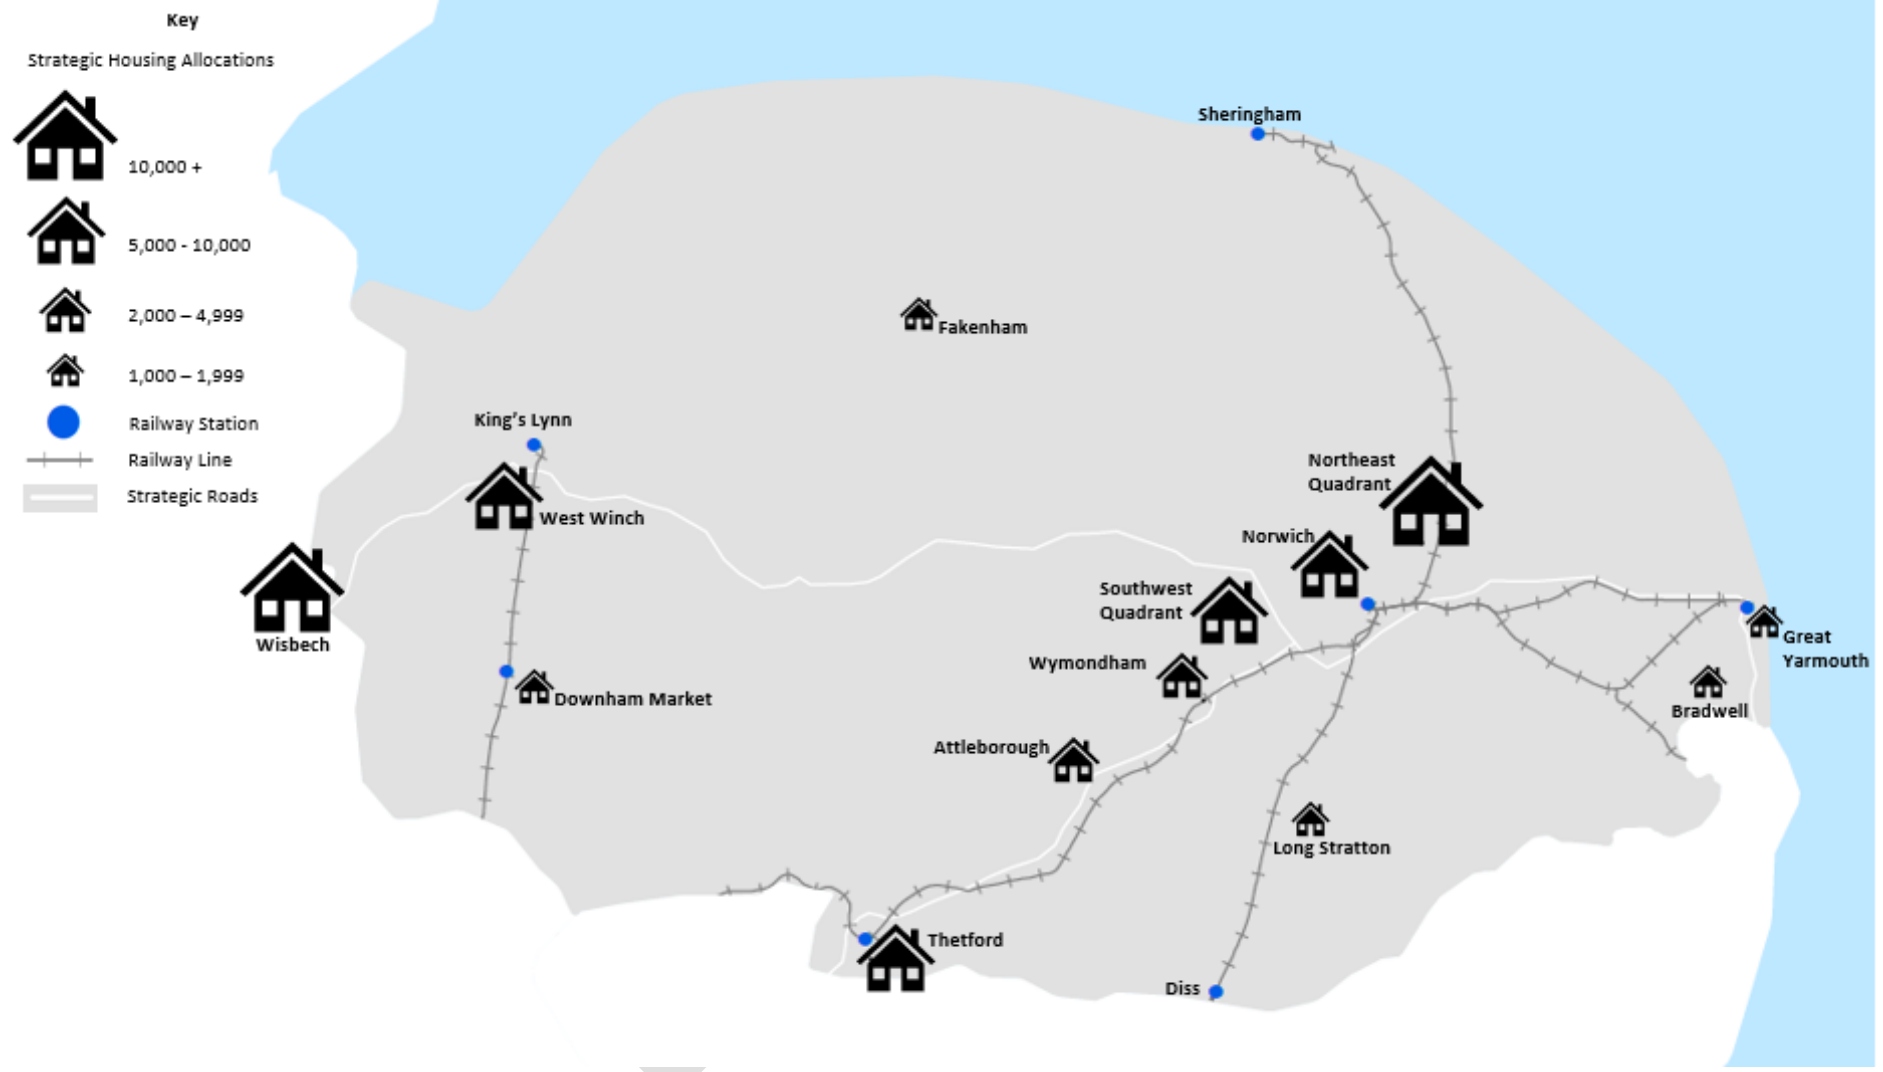 Key
Strategic Housing Allocations
10,000 +
5,000 - 10,000
2,000 – 4,999
1,000 – 1,999
Railway Station
Railway Line
Strategic Roads
Sheringham
Fakenham
King's Lynn
West Winch
Wisbech
Downham Market
Northeast
Quadrant
Norwich
Southwest
Quadrant
Wymondham
Attleborough
Great
Yarmouth
Bradwell
Long Stratton
Thetford
Diss